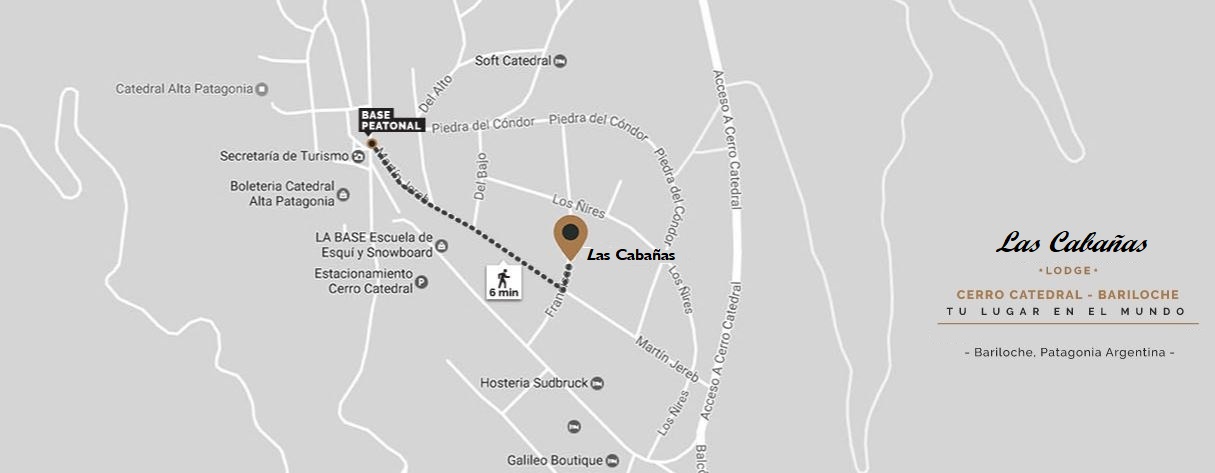 Soft Catedral
Catedral Alta Patagonia
Del Alto
BASE
PEATONAL
Piedra del Cóndor
Piedra del Cóndor
Acceso A Cerro Catedral
Secretaría de Turismo
Martín Jereb
Del Bajo
Piedra del Cóndor
Boleteria Catedral
Alta Patagonia
Los Ñires
LA BASE Escuela de
Esquí y Snowboard
Las Cabañas
Estacionamiento
Cerro Catedral
P
6 min
Los Ñires
Acceso A Cerro Catedral
Martín Jereb
Hosteria Sudbruck
Los Ñires
Galileo Boutique
Las Cabañas
•LODGE•
CERRO CATEDRAL - BARILOCHE
TU LUGAR EN EL MUNDO
- Bariloche, Patagonia Argentina -